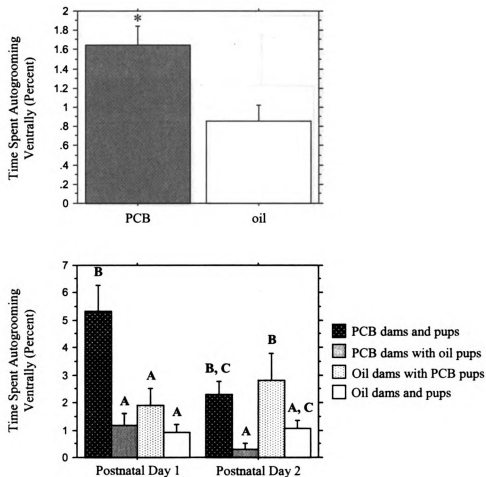 Time Spent Autogrooming
Ventrally (Percent)
2
1.8
1.6
1.4
1.2
1
.8
.6
.4
.2
0
*
PCB
oil
Time Spent Autogrooming
Ventrally (Percent)
7
6
5
4
3
2
1
0
B
A
A
A
B, C
A
B
A, C
Postnatal Day 1
Postnatal Day 2
PCB dams and pups
PCB dams with oil pups
Oil dams with PCB pups
Oil dams and pups